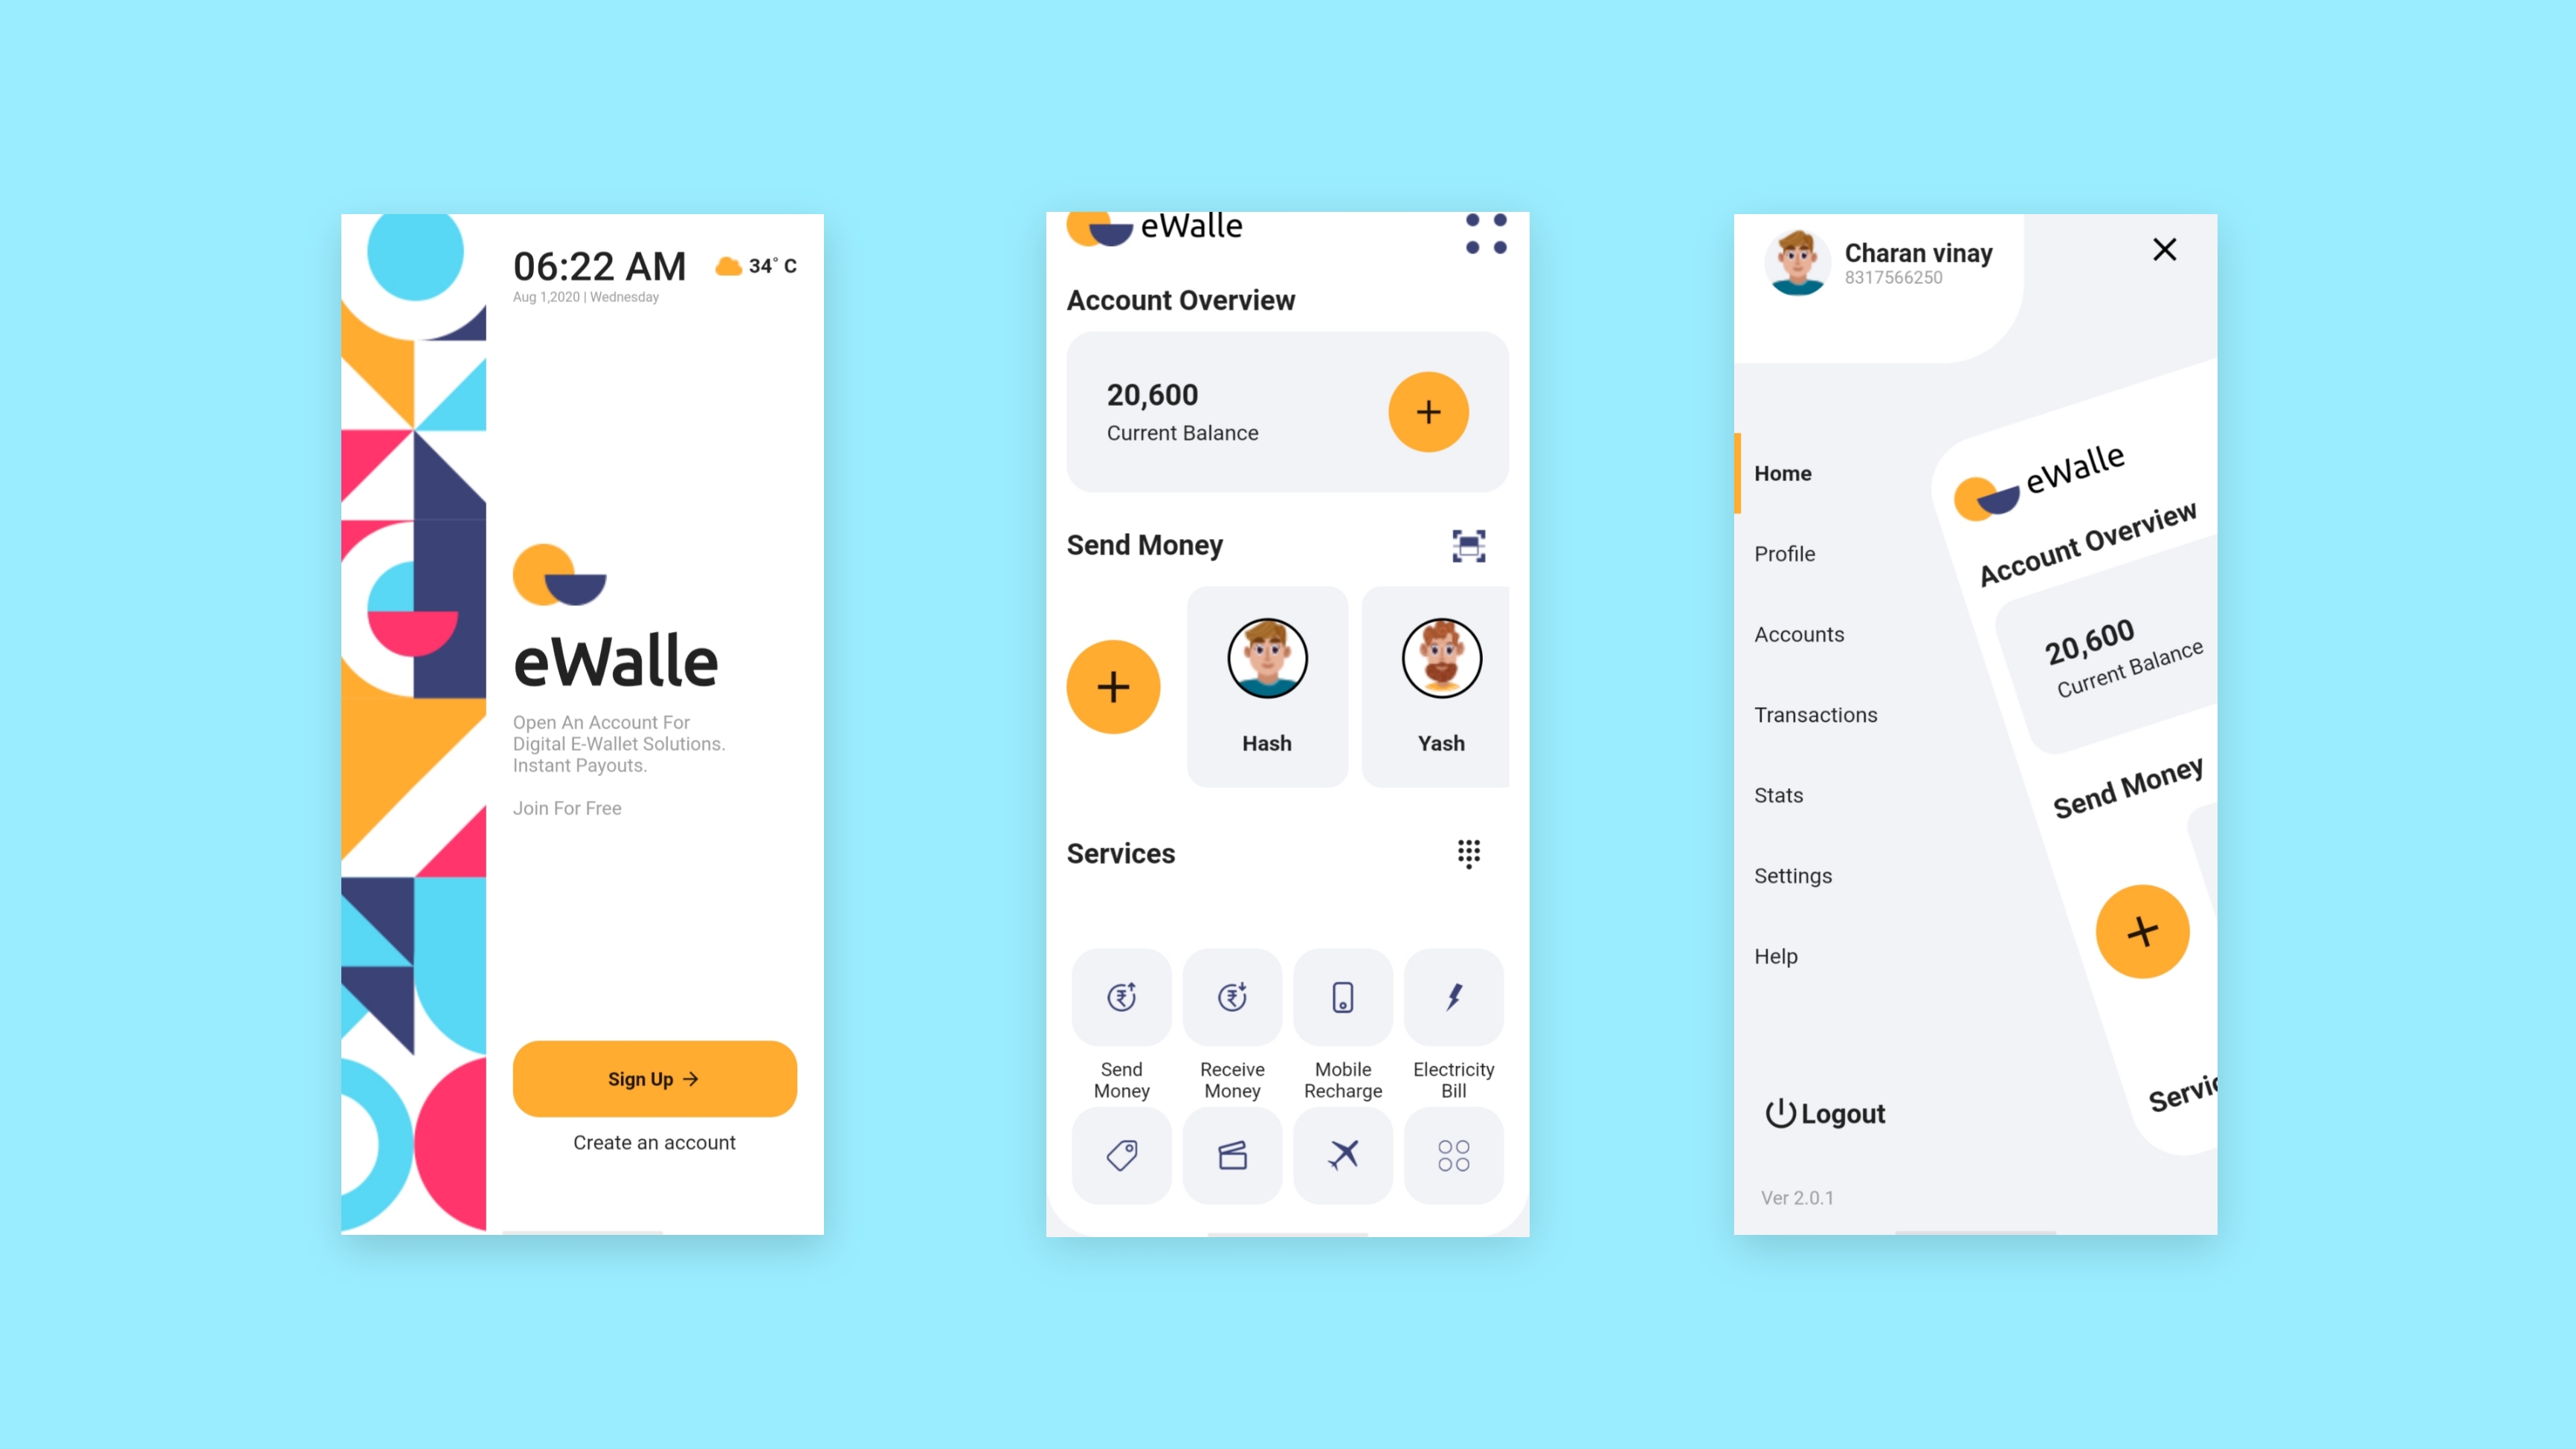 06:22 AM
34° C
Aug 1,2020 | Wednesday
eWalle
Open An Account For
Digital E-Wallet Solutions.
Instant Payouts.
Join For Free
Sign Up →
Create an account
eWalle
Account Overview
20,600
Current Balance
Send Money
Hash
Yash
Services
Send
Money
Receive
Money
Mobile
Recharge
Electricity
Bill
Charan vinay
8317566250
Home
Profile
Accounts
Transactions
Stats
Settings
Help
Logout
Ver 2.0.1
eWalle
Account Overview
20,600
Current Balance
Send Money
Servic